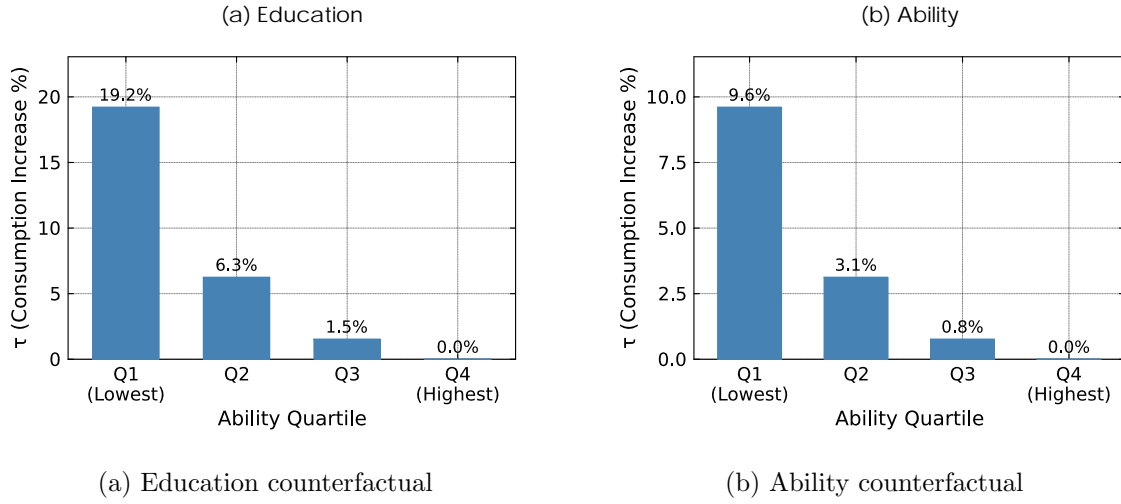 (a) Education
τ (Consumption Increase %)
20
15
10
5
0
19.2%
6.3%
1.5%
0.0%
Q1
(Lowest)
Q2
Q3
Q4
(Highest)
Ability Quartile
(a) Education counterfactual
(b) Ability
τ (Consumption Increase %)
10.0
7.5
5.0
2.5
0.0
9.6%
3.1%
0.8%
0.0%
Q1
(Lowest)
Q2
Q3
Q4
(Highest)
Ability Quartile
(b) Ability counterfactual